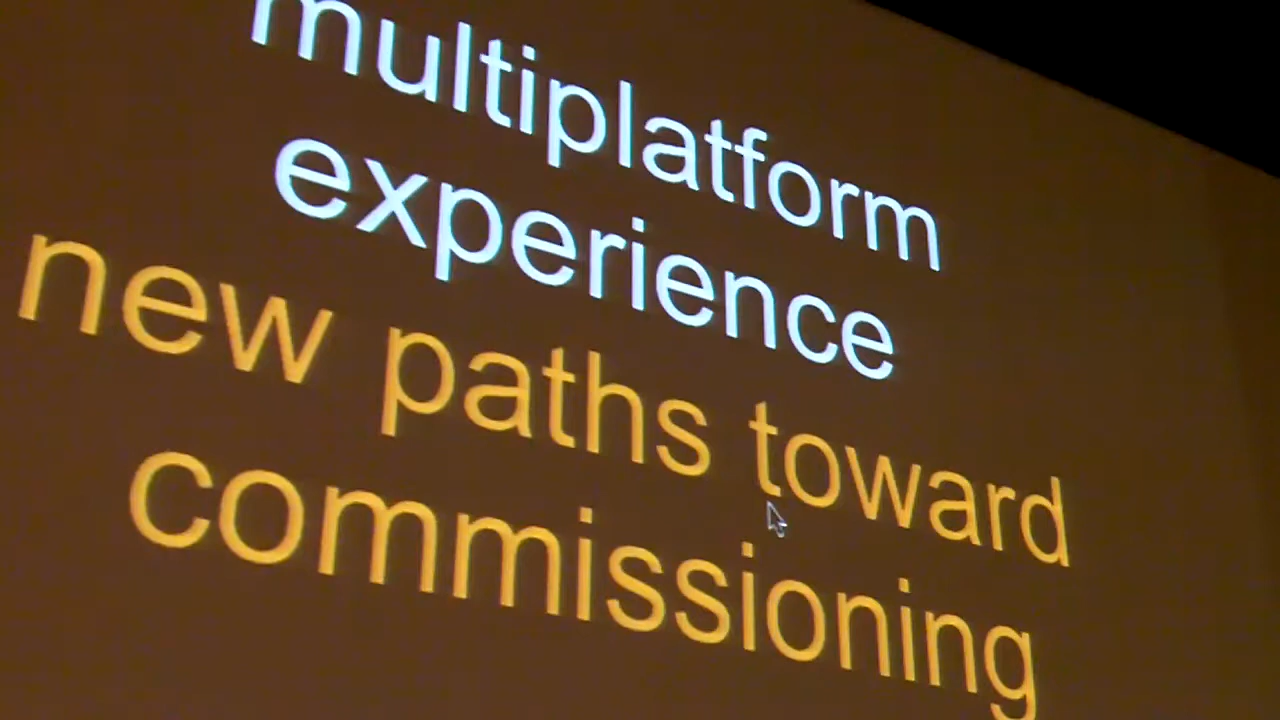 multiplatform
experience
new paths toward
commissioning